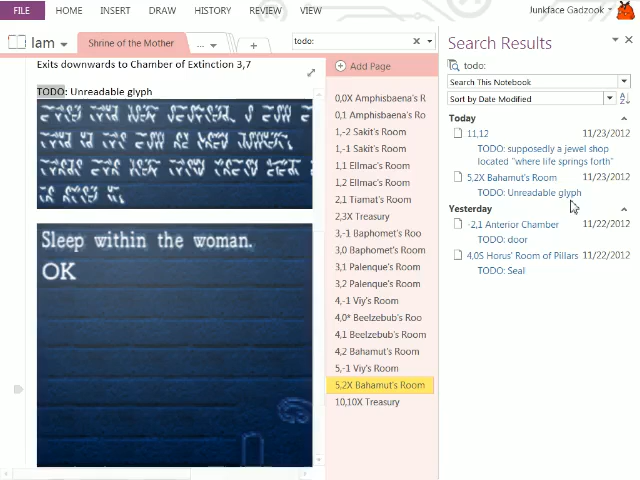 FILE HOME INSERT DRAW HISTORY REVIEW VIEW Junkface Gadzook
lam Shrine of the Mother ... todo:
Exits downwards to Chamber of Extinction 3,7
TODO: Unreadable glyph
Sleep within the woman.
OK
Add Page
0,0X Amphisbaena's R
0,1 Amphisbaena's Ro
1,-2 Sakit's Room
1,-1 Sakit's Room
1,1 Ellmac's Room
1,2 Ellmac's Room
2,1 Tiamat's Room
2,3X Treasury
3,-1 Baphomet's Roo
3,0 Baphomet's Room
3,1 Palenque's Room
3,2 Palenque's Room
4,-1 Viy's Room
4,0* Beelzebub's Roo
4,1 Beelzebub's Room
4,2 Bahamut's Room
5,-1 Viy's Room
5,2X Bahamut's Room
10,10X Treasury
Search Results
todo:
Search This Notebook
Sort by Date Modified
Today
11,12 11/23/2012
TODO: supposedly a jewel shop
located "where life springs forth"
5,2X Bahamut's Room 11/23/2012
TODO: Unreadable glyph
Yesterday
-2,1 Anterior Chamber 11/22/2012
TODO: door
4,0S Horus' Room of Pillars 11/22/2012
TODO: Seal